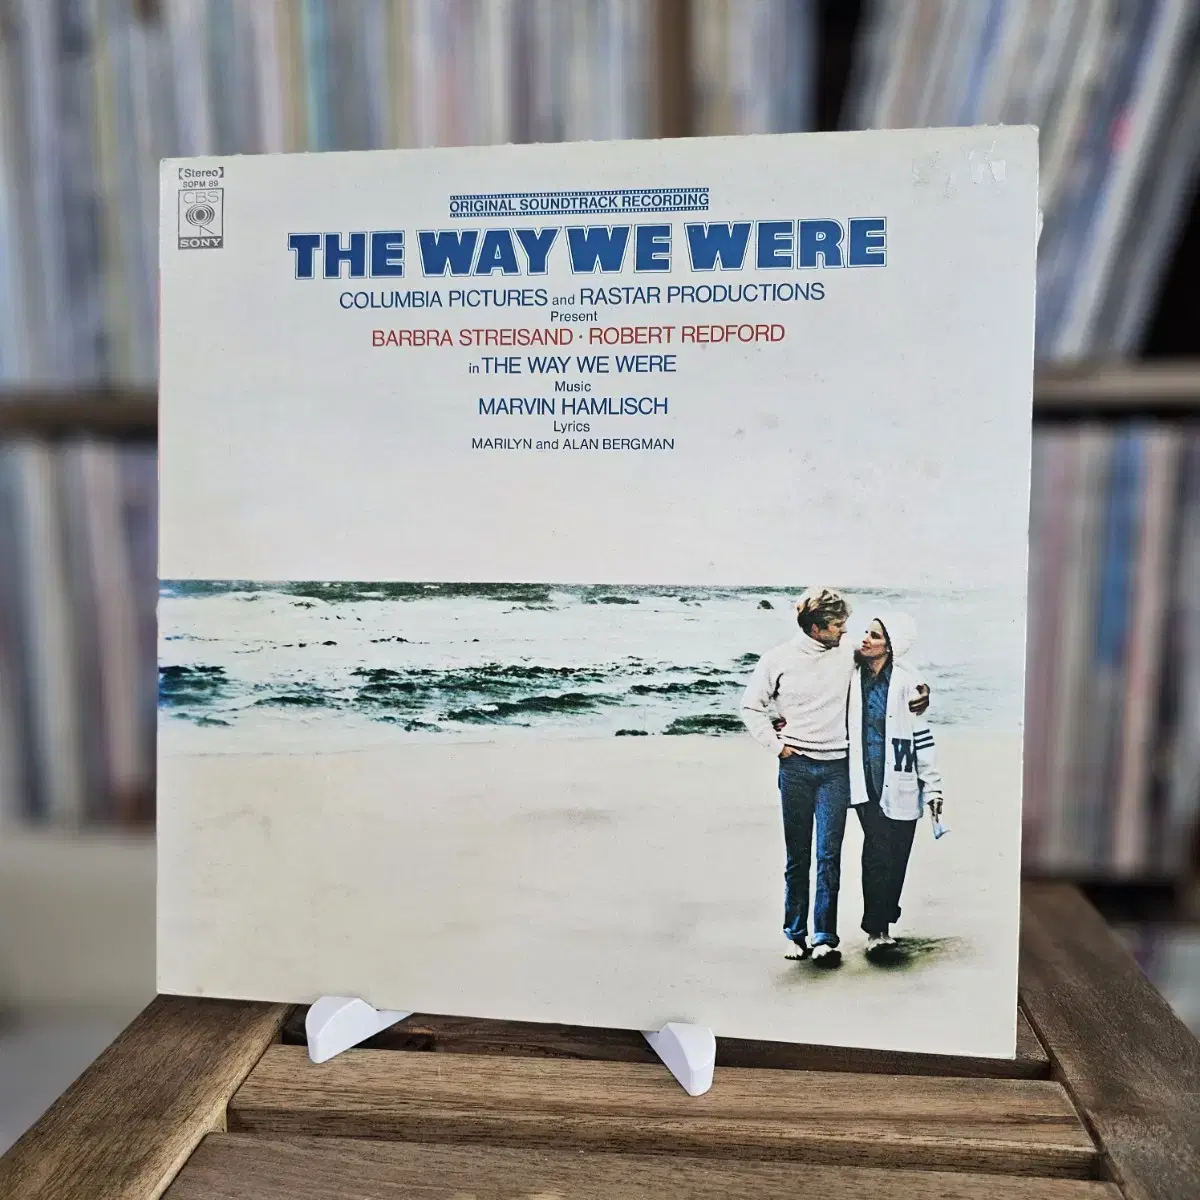 [Stereo]
SOPM 89
CBS
SONY
ORIGINAL SOUNDTRACK RECORDING
THE WAY WE WERE
COLUMBIA PICTURES and RASTAR PRODUCTIONS
Present
BARBRA STREISAND · ROBERT REDFORD
in THE WAY WE WERE
Music
MARVIN HAMLISCH
Lyrics
MARILYN and ALAN BERGMAN
W